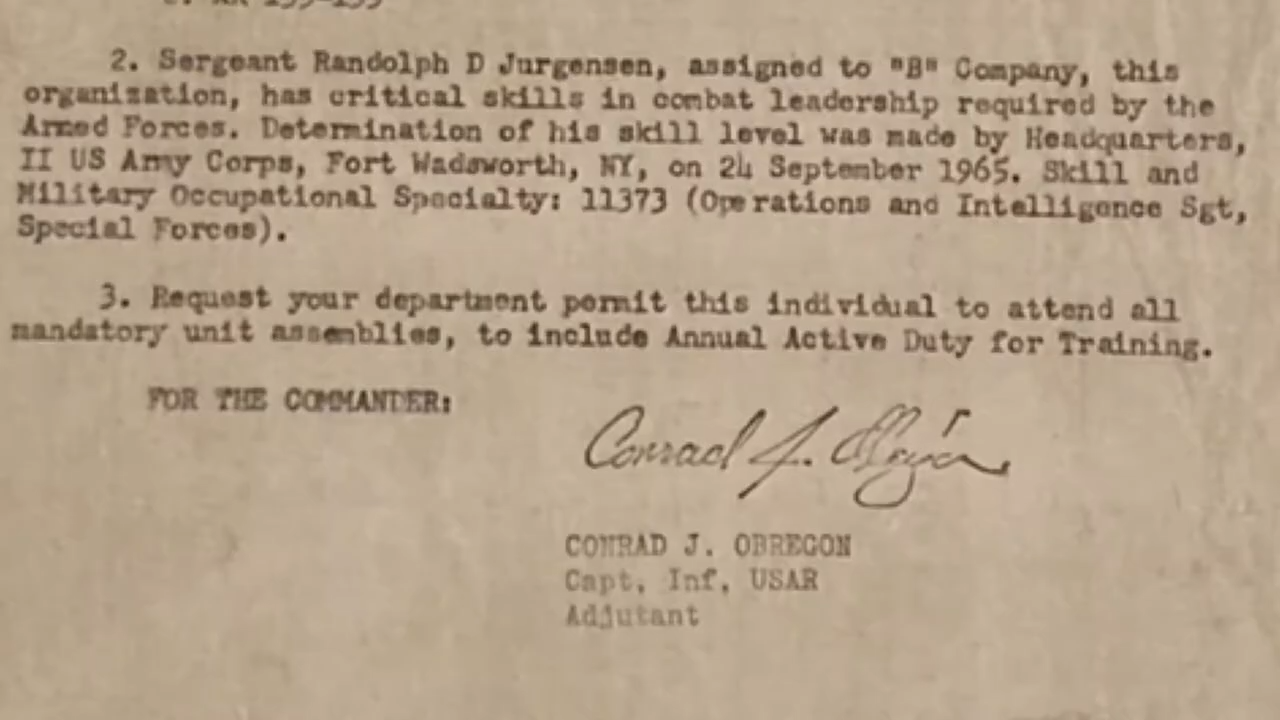 2. Sergeant Randolph D Jurgensen, assigned to "B" Company, this
organization, has critical skills in combat leadership required by the
Armed Forces. Determination of his skill level was made by Headquarters,
II US Army Corps, Fort Wadsworth, NY, on 24 September 1965. Skill and
Military Occupational Specialty: 11373 (Operations and Intelligence Sgt,
Special Forces).
3. Request your department permit this individual to attend all
mandatory unit assemblies, to include Annual Active Duty for Training.
FOR THE COMMANDER:
Conrad J.
CONRAD J. OBREGON
Capt, Inf, USAR
Adjutant